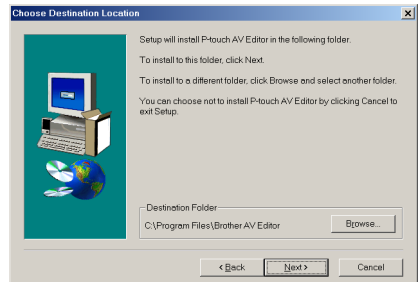 Choose Destination Location
Setup will install P-touch AV Editor in the following folder.
To install to this folder, click Next.
To install to a different folder, click Browse and select another folder.
You can choose not to install P-touch AV Editor by clicking Cancel to
exit Setup.
Destination Folder
C:\Program Files\Brother AV Editor
Browse...
< Back
Next >
Cancel